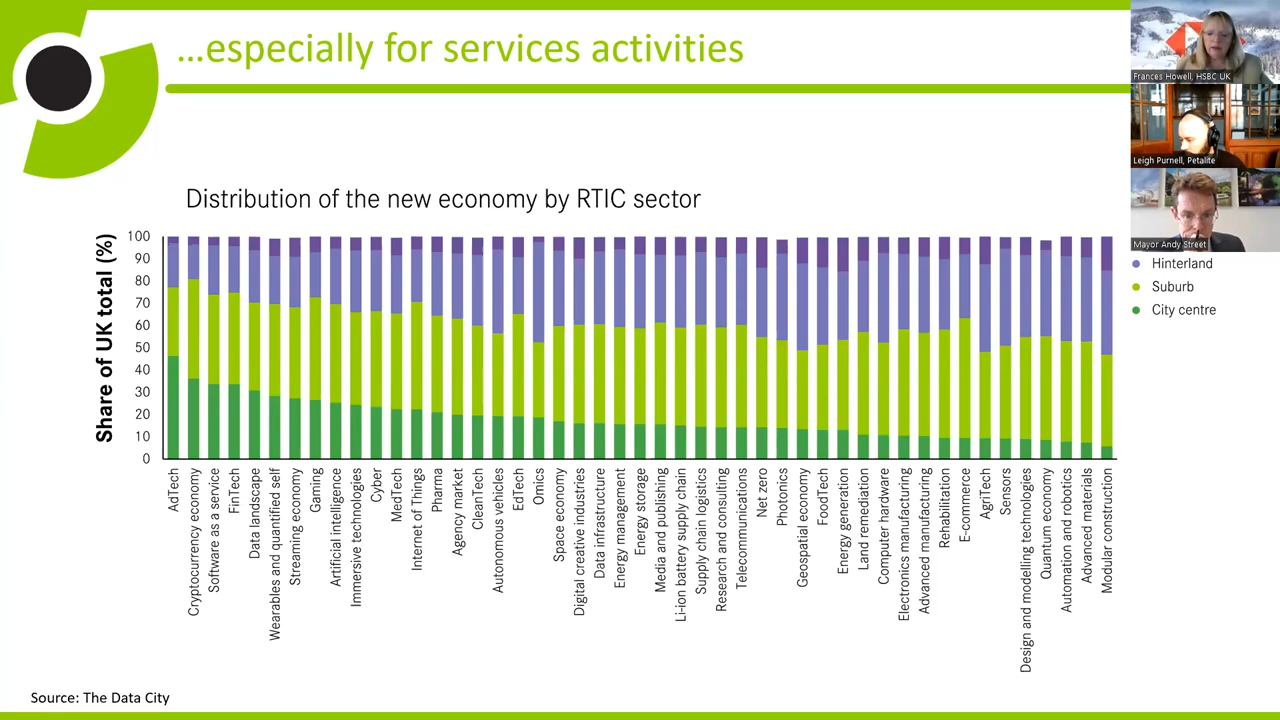 ...especially for services activities
Frances Howell, HSBC UK
Leigh Purnell, Petalite
Mayor Andy Street
Distribution of the new economy by RTIC sector
Hinterland
Suburb
City centre
Share of UK total (%)
100
90
80
70
60
50
40
30
20
10
0
AdTech
Cryptocurrency economy
Software as a service
FinTech
Data landscape
Wearables and quantified self
Streaming economy
Gaming
Artificial intelligence
Immersive technologies
Cyber
MedTech
Internet of Things
Pharma
Agency market
CleanTech
Autonomous vehicles
EdTech
Omics
Space economy
Digital creative industries
Data infrastructure
Energy management
Energy storage
Media and publishing
Li-ion battery supply chain
Supply chain logistics
Research and consulting
Telecommunications
Net zero
Photonics
Geospatial economy
FoodTech
Energy generation
Land remediation
Computer hardware
Electronics manufacturing
Advanced manufacturing
Rehabilitation
E-commerce
AgriTech
Sensors
Design and modelling technologies
Quantum economy
Automation and robotics
Advanced materials
Modular construction
Source: The Data City